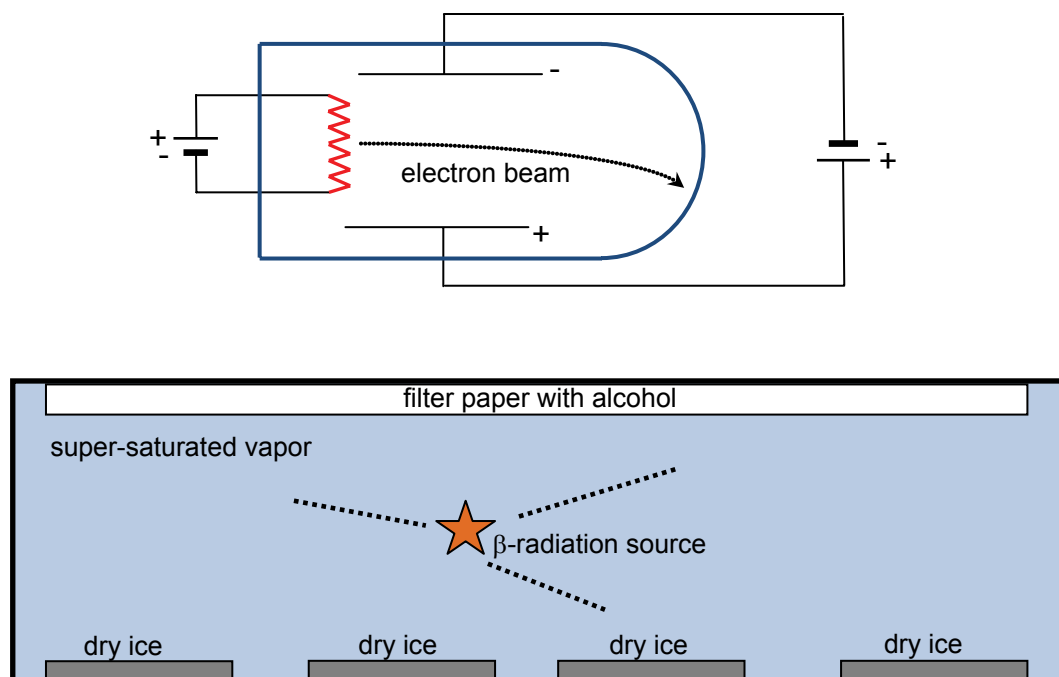 -
+
-
-
+
electron beam
+
filter paper with alcohol
super-saturated vapor
β-radiation source
dry ice dry ice dry ice dry ice